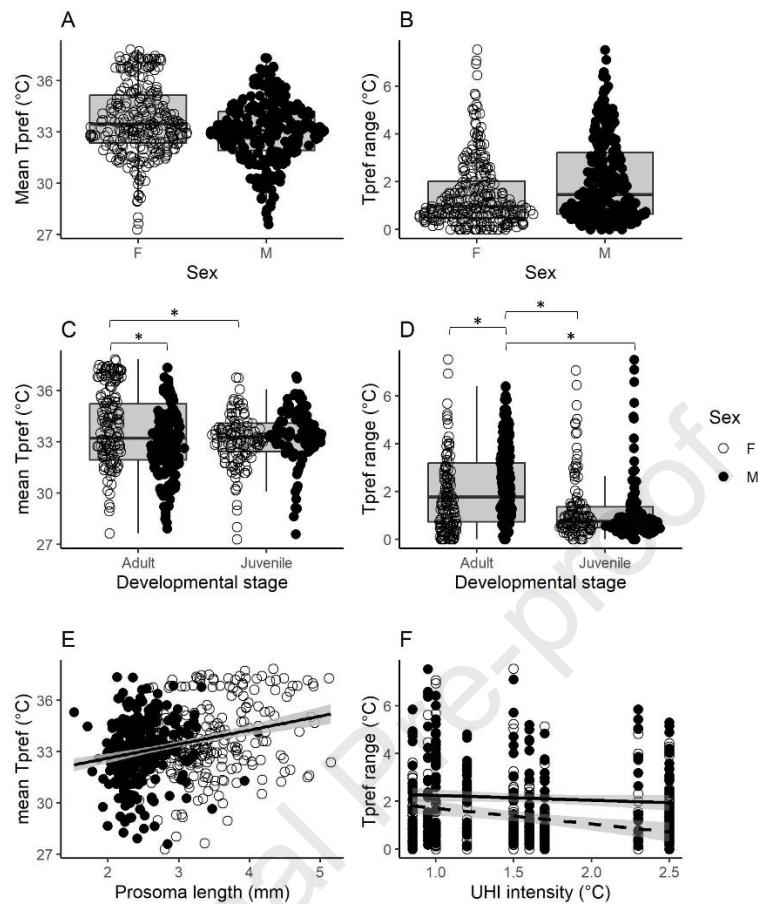 A
B
Mean Tpref (°C)
36
33
30
27
F
M
Sex
Tpref range (°C)
6
4
2
0
F
M
Sex
C
D
*
*
*
*
*
mean Tpref (°C)
36
33
30
27
Adult
Juvenile
Developmental stage
Tpref range (°C)
6
4
2
0
Adult
Juvenile
Developmental stage
Sex
F
M
E
F
mean Tpref (°C)
36
33
30
27
2
3
4
5
Prosoma length (mm)
Tpref range (°C)
6
4
2
0
1.0
1.5
2.0
2.5
UHI intensity (°C)
nal Pre-proof